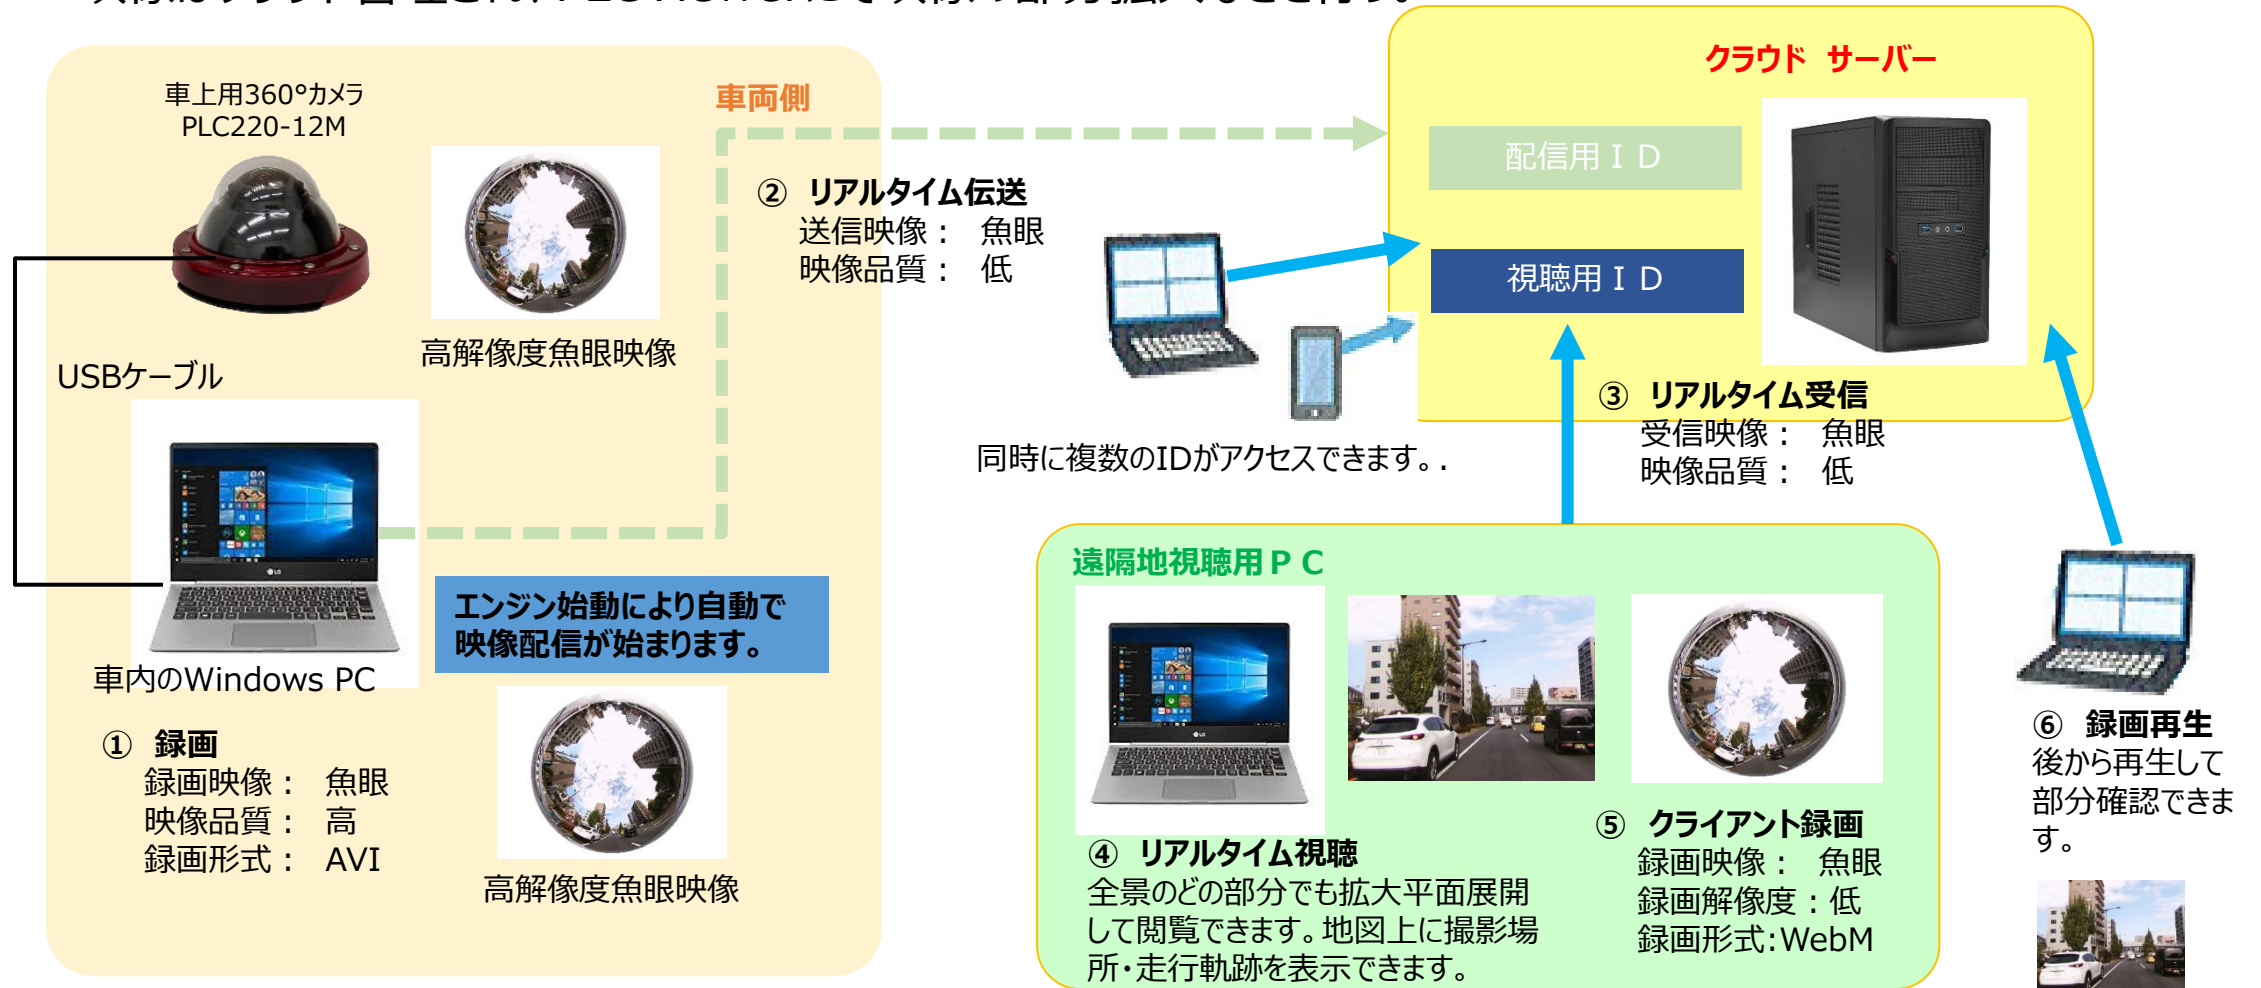 車上用360°カメラ
PLC220-12M
高解像度魚眼映像
USBケーブル
車内のWindows PC
① 録画
録画映像： 魚眼
映像品質： 高
録画形式： AVI
エンジン始動により自動で
映像配信が始まります。
高解像度魚眼映像
車両側
② リアルタイム伝送
送信映像： 魚眼
映像品質： 低
同時に複数のIDがアクセスできます。.
クラウド サーバー
配信用ＩＤ
視聴用ＩＤ
③ リアルタイム受信
受信映像： 魚眼
映像品質： 低
遠隔地視聴用ＰＣ
④ リアルタイム視聴
全景のどの部分でも拡大平面展開
して閲覧できます。地図上に撮影場
所・走行軌跡を表示できます。
⑤ クライアント録画
録画映像： 魚眼
録画解像度：低
録画形式:WebM
⑥ 録画再生
後から再生して
部分確認できま
す。